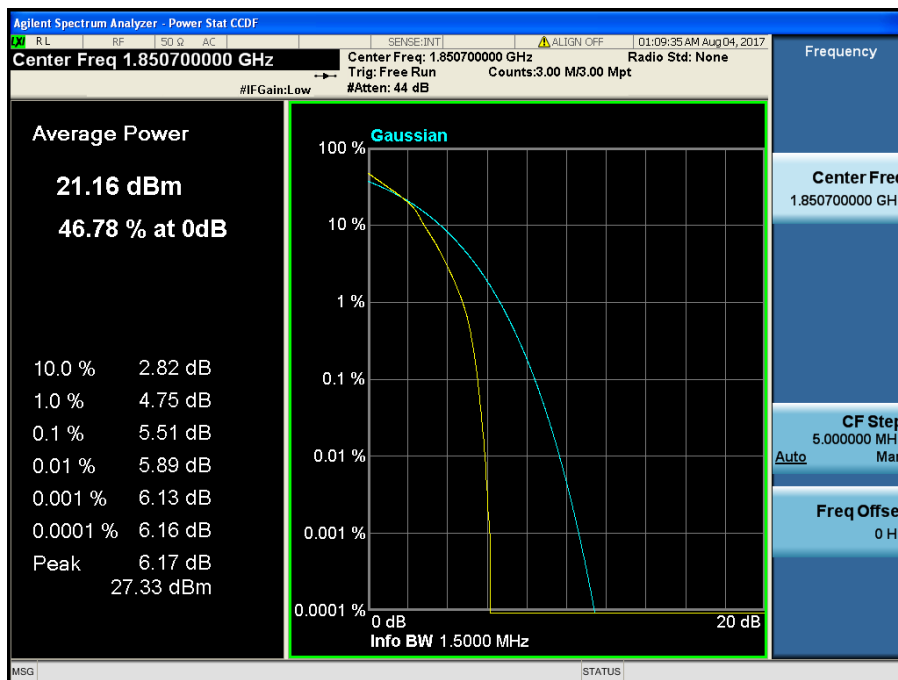 Agilent Spectrum Analyzer - Power Stat CCDF
LXI RL RF 50 Ω AC SENSE:INT ALIGN OFF 01:09:35 AM Aug 04, 2017
Center Freq 1.850700000 GHz
Center Freq: 1.850700000 GHz Radio Std: None
Trig: Free Run Counts:3.00 M/3.00 Mpt
#IFGain:Low #Atten: 44 dB
Frequency
Average Power
21.16 dBm
46.78 % at 0dB
10.0 % 2.82 dB
1.0 % 4.75 dB
0.1 % 5.51 dB
0.01 % 5.89 dB
0.001 % 6.13 dB
0.0001 % 6.16 dB
Peak 6.17 dB
27.33 dBm
Gaussian
100 %
10 %
1 %
0.1 %
0.01 %
0.001 %
0.0001 %
0 dB 20 dB
Info BW 1.5000 MHz
Center Fre
1.850700000 GH
CF Step
5.000000 MH
Auto Ma
Freq Offse
0 H
MSG STATUS